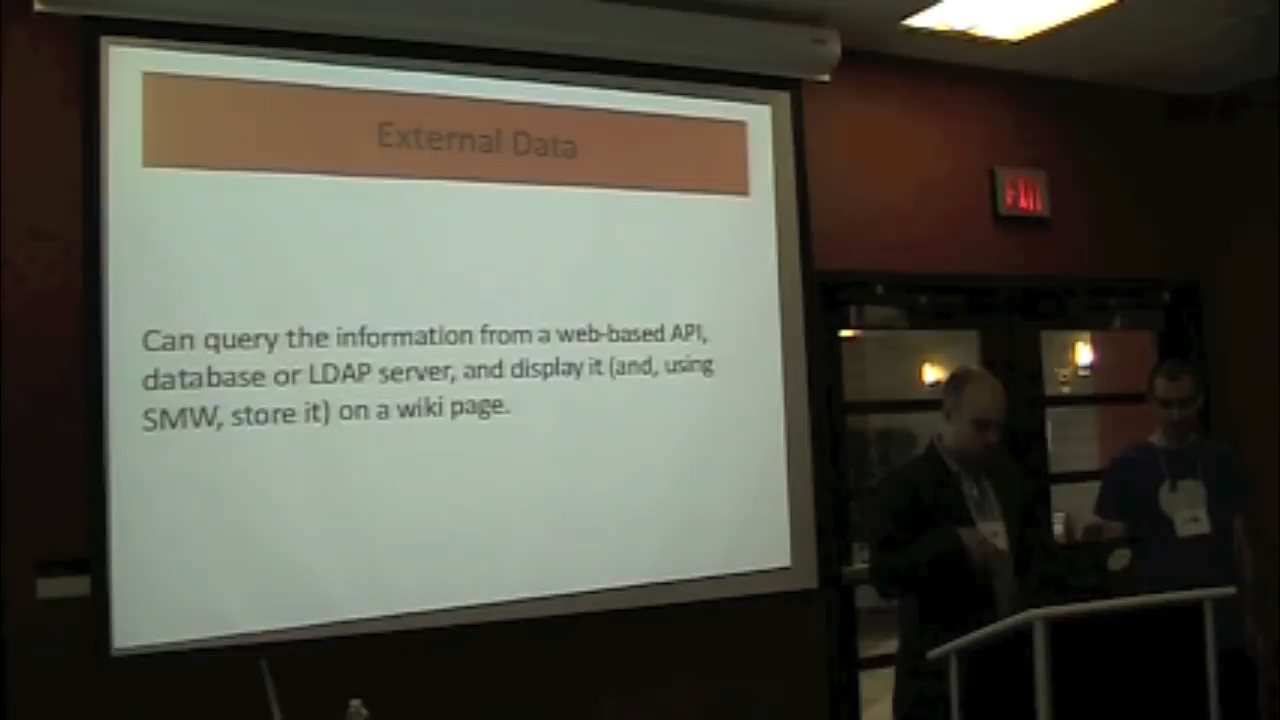 External Data
Can query the information from a web-based API,
database or LDAP server, and display it (and, using
SMW, store it) on a wiki page.
EXIT